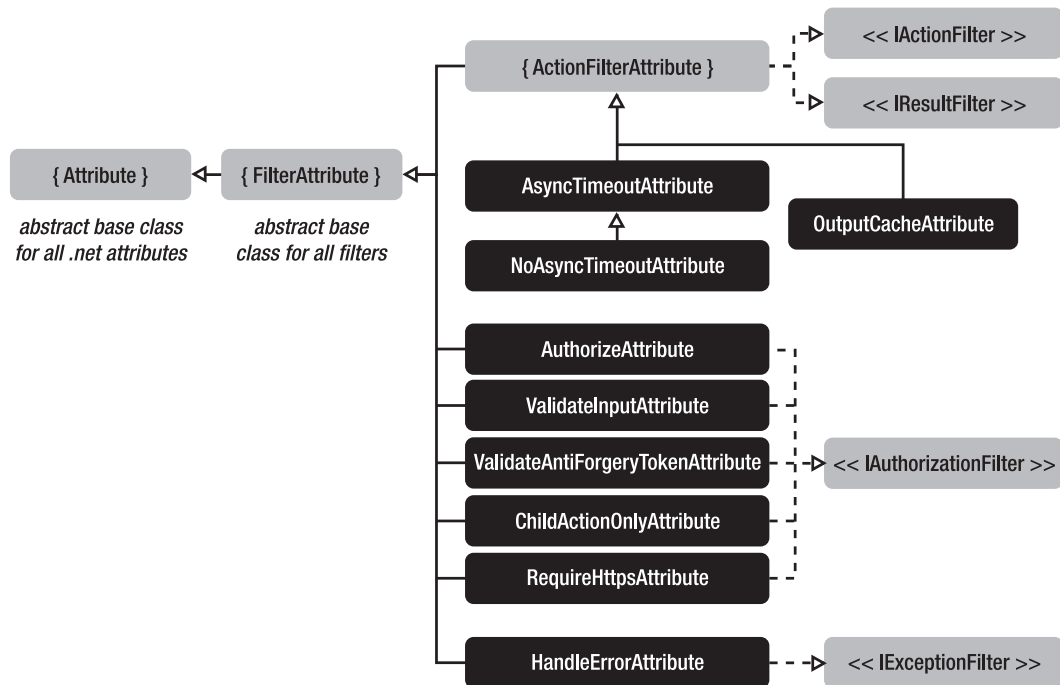 << IActionFilter >>
{ ActionFilterAttribute }
<< IResultFilter >>
{ Attribute }
{ FilterAttribute }
AsyncTimeoutAttribute
abstract base class
for all .net attributes
abstract base
class for all filters
OutputCacheAttribute
NoAsyncTimeoutAttribute
AuthorizeAttribute
ValidateInputAttribute
ValidateAntiForgeryTokenAttribute
<< IAuthorizationFilter >>
ChildActionOnlyAttribute
RequireHttpsAttribute
HandleErrorAttribute
<< IExceptionFilter >>